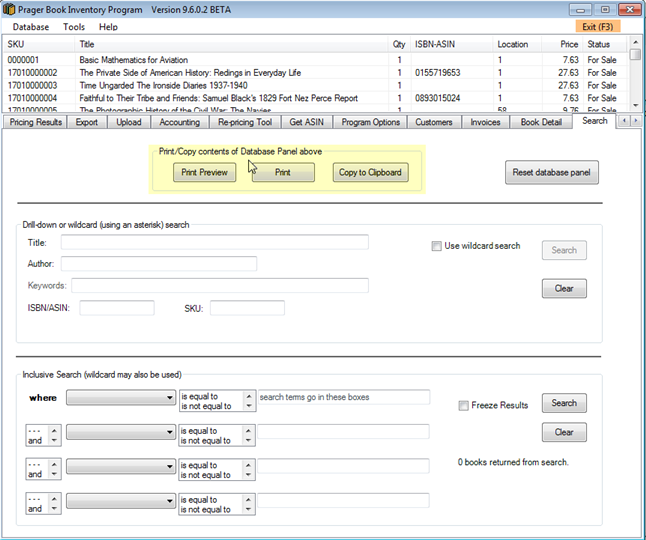 Prager Book Inventory Program Version 9.6.0.2 BETA
Database Tools Help Exit (F3)
SKU Title Qty ISBN-ASIN Location Price Status
0000001 Basic Mathematics for Aviation 1 1 7.63 For Sale
17010000002 The Private Side of American History: Redings in Everyday Life 1 0155719653 1 27.63 For Sale
17010000003 Time Ungarded The Ironside Diaries 1937-1940 1 1 27.63 For Sale
17010000004 Faithful to Their Tribe and Friends: Samuel Black's 1829 Fort Nez Perce Report 1 0893015024 1 7.63 For Sale
17010000005 The Photographic History of the Civil War: The Navies 1 58 9.76 For Sale
Pricing Results Export Upload Accounting Re-pricing Tool Get ASIN Program Options Customers Invoices Book Detail Search
Print/Copy contents of Database Panel above
Print Preview Print Copy to Clipboard Reset database panel
Drill-down or wildcard (using an asterisk) search
Title: Use wildcard search Search
Author:
Keywords: Clear
ISBN/ASIN: SKU:
Inclusive Search (wildcard may also be used)
where is equal to search terms go in these boxes Freeze Results Search
is not equal to
--- is equal to Clear
and is not equal to
--- is equal to 0 books returned from search.
and is not equal to
--- is equal to
and is not equal to